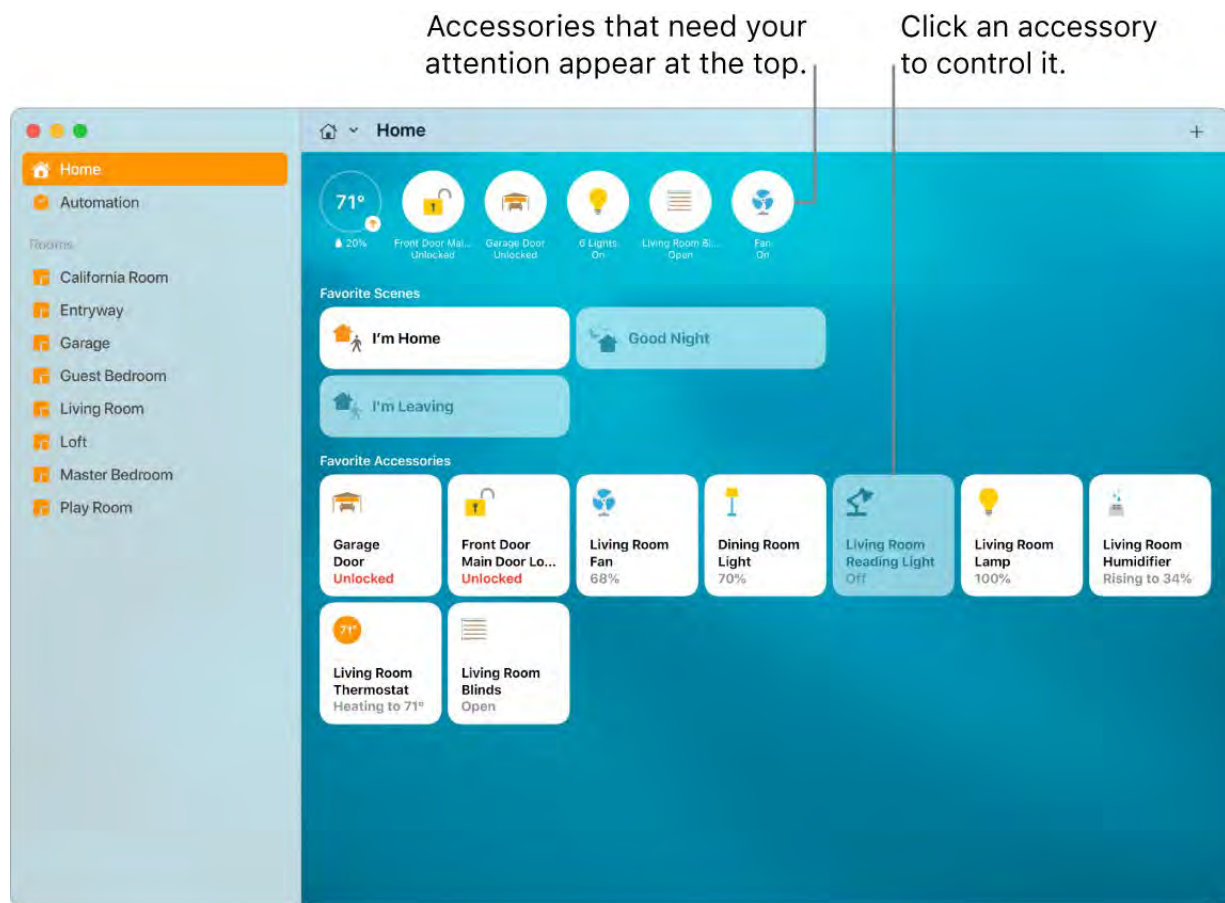 Accessories that need your
attention appear at the top.
Click an accessory
to control it.
Home
Automation
Rooms
California Room
Entryway
Garage
Guest Bedroom
Living Room
Loft
Master Bedroom
Play Room
Home
71°
20%
Front Door Mai...
Unlocked
Garage Door
Unlocked
6 Lights
On
Living Room Bl...
Open
Fan
On
Favorite Scenes
I'm Home
Good Night
I'm Leaving
Favorite Accessories
Garage
Door
Unlocked
Front Door
Main Door Lo...
Unlocked
Living Room
Fan
68%
Dining Room
Light
70%
Living Room
Reading Light
Off
Living Room
Lamp
100%
Living Room
Humidifier
Rising to 34%
71°
Living Room
Thermostat
Heating to 71°
Living Room
Blinds
Open